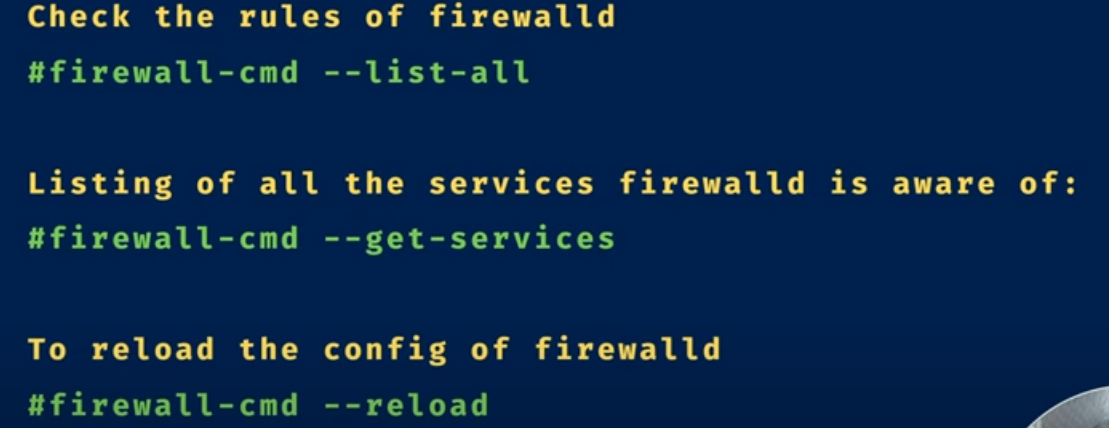 Check the rules of firewalld
#firewall-cmd --list-all
Listing of all the services firewalld is aware of:
#firewall-cmd --get-services
To reload the config of firewalld
#firewall-cmd --reload